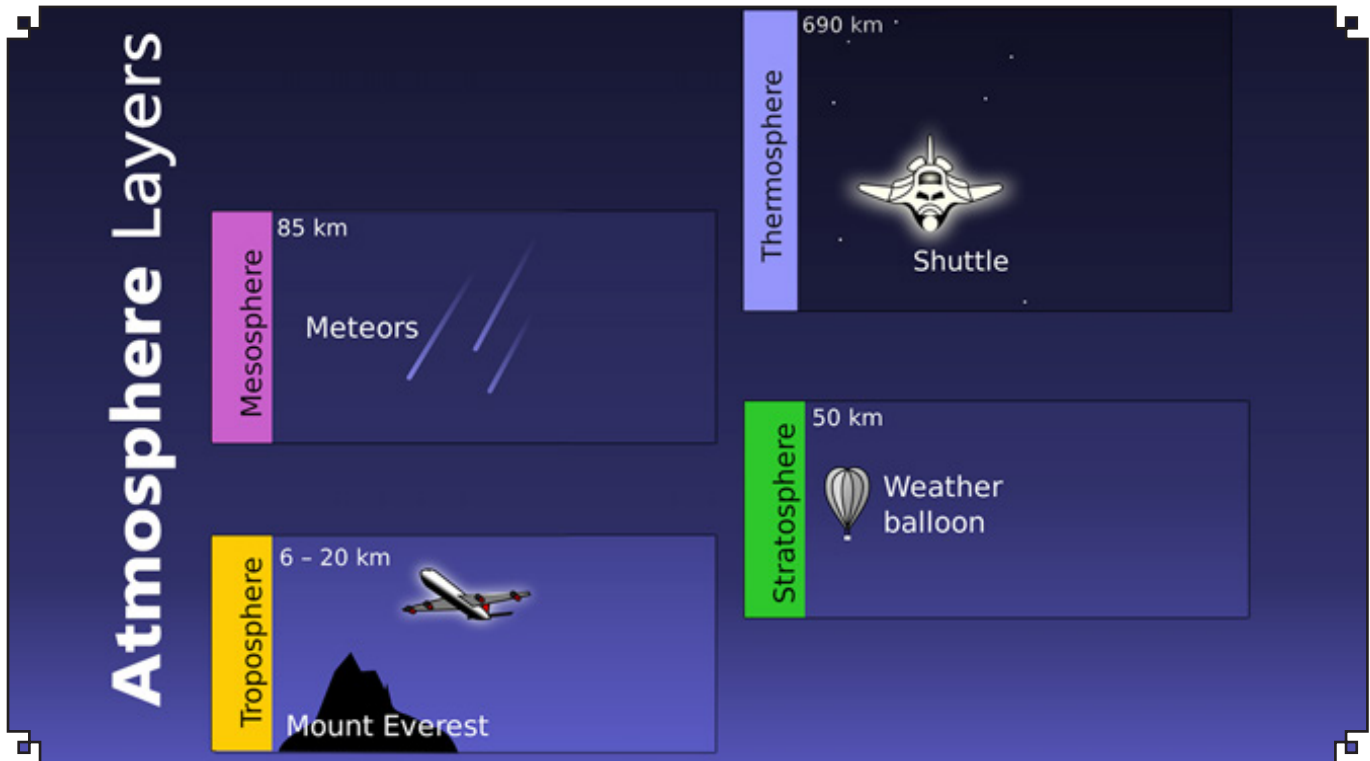 Atmosphere Layers
690 km
Thermosphere
Shuttle
85 km
Mesosphere
Meteors
50 km
Stratosphere
Weather
balloon
6 – 20 km
Troposphere
Mount Everest